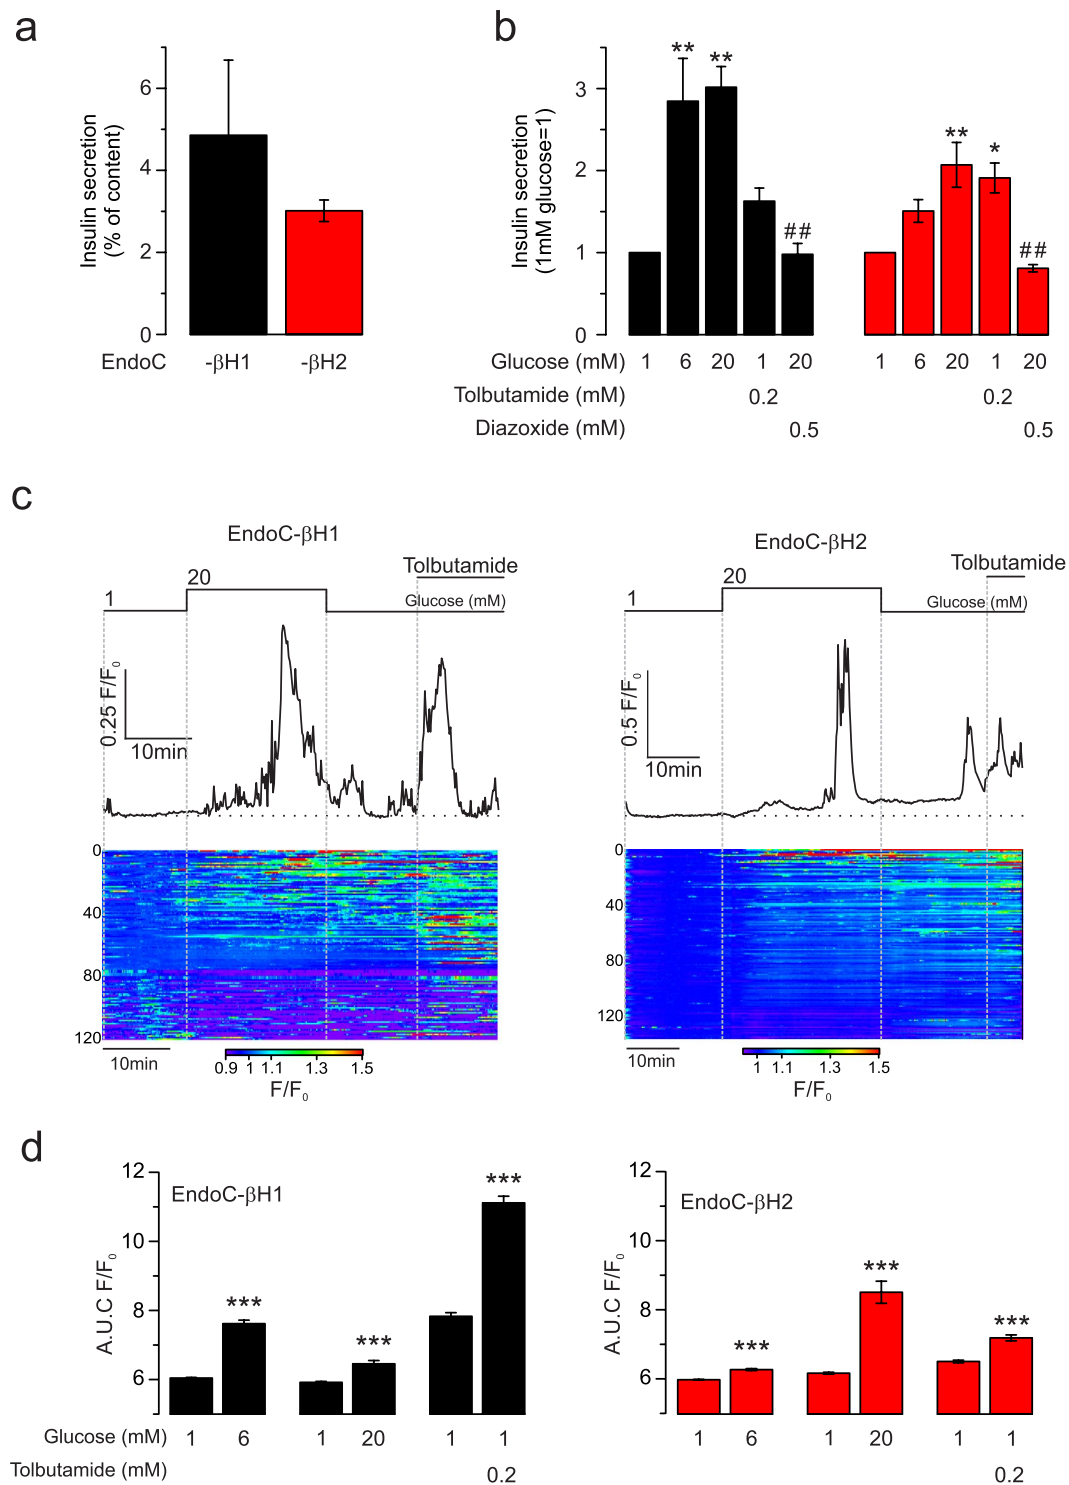 a
Insulin secretion
(% of content)
6
4
2
0
EndoC -βH1 -βH2
b
Insulin secretion
(1mM glucose=1)
3
2
1
0
** ** ## ** * ##
Glucose (mM) 1 6 20 1 20 1 6 20 1 20
Tolbutamide (mM) 0.2 0.2
Diazoxide (mM) 0.5 0.5
c
EndoC-βH1
Tolbutamide
20
1
Glucose (mM)
0.25 F/F0
10min
0
40
80
120
10min
0.9 1 1.1 1.3 1.5
F/F0
EndoC-βH2
Tolbutamide
20
1
Glucose (mM)
0.5 F/F0
10min
0
40
80
120
10min
1 1.1 1.3 1.5
F/F0
d
EndoC-βH1
A.U.C F/F0
12
10
8
6
*** *** ***
Glucose (mM) 1 6 1 20 1 1
Tolbutamide (mM) 0.2
EndoC-βH2
A.U.C F/F0
12
10
8
6
*** *** ***
1 6 1 20 1 1
0.2